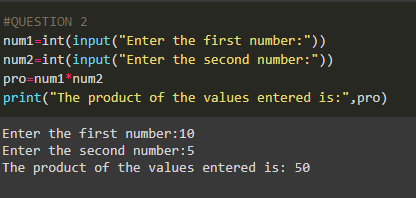 #QUESTION 2
num1=int(input("Enter the first number:"))
num2=int(input("Enter the second number:"))
pro=num1*num2
print("The product of the values entered is:",pro)
Enter the first number:10
Enter the second number:5
The product of the values entered is: 50